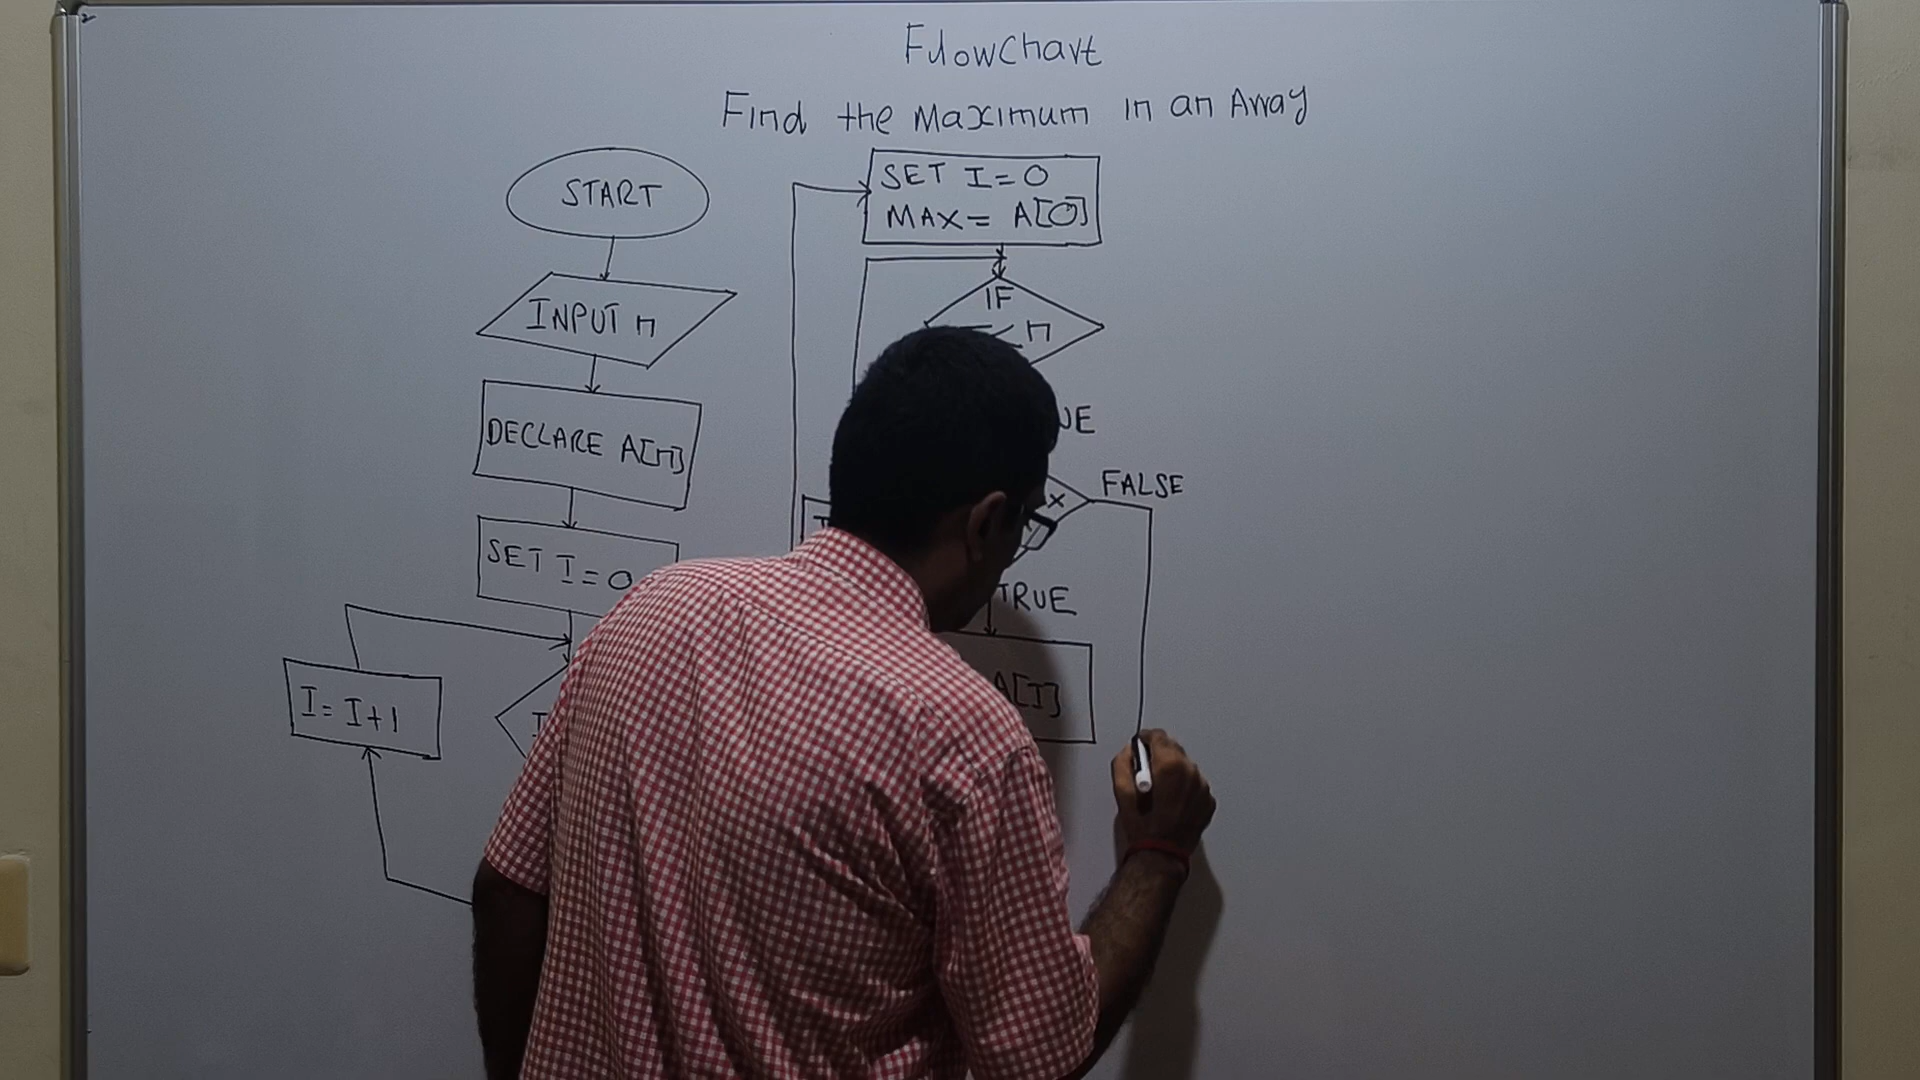 Flowchart
Find the Maximum in an Array
START
INPUT n
DECLARE A[n]
SET I = 0
I = I + 1
SET I = 0
MAX = A[0]
IF
< n
FALSE
TRUE
A[I]